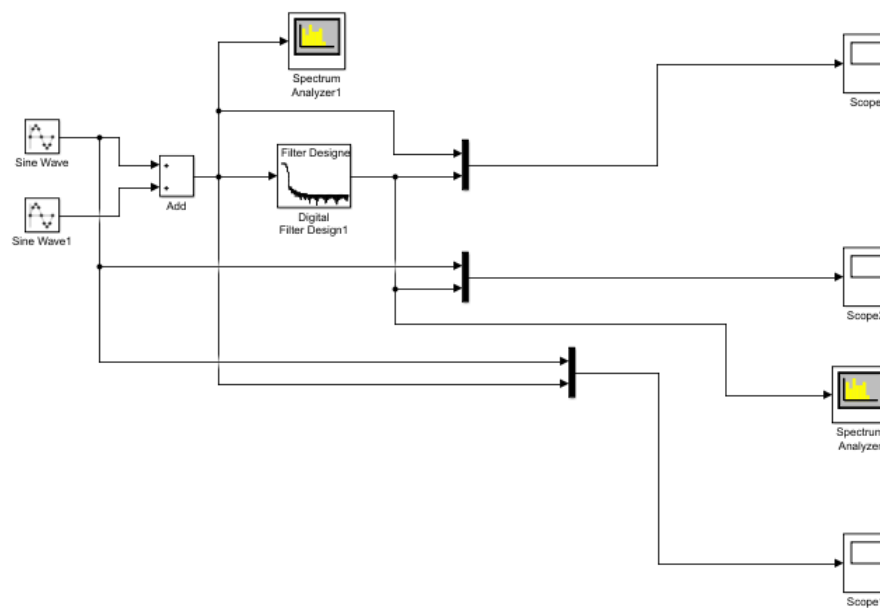 Spectrum
Analyzer1
Scope
Sine Wave
Filter Designe
Add
Digital
Filter Design1
Sine Wave1
Scope2
Spectrum
Analyzer
Scope